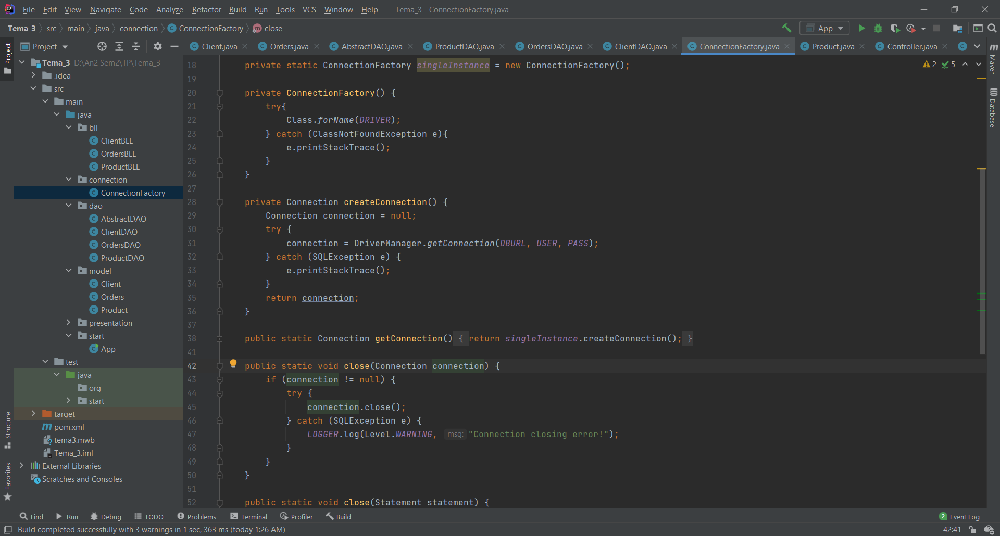 File Edit View Navigate Code Analyze Refactor Build Run Tools VCS Window Help Tema_3 - ConnectionFactory.java
Tema_3 src main java connection ConnectionFactory close App
Project Client.java Orders.java AbstractDAO.java ProductDAO.java OrdersDAO.java ClientDAO.java ConnectionFactory.java Product.java Controller.java
Project
Structure
Favorites
Tema_3 D:\An2 Sem2\TP\Tema_3
.idea
src
main
java
bll
ClientBLL
OrdersBLL
ProductBLL
connection
ConnectionFactory
dao
AbstractDAO
ClientDAO
OrdersDAO
ProductDAO
model
Client
Orders
Product
presentation
start
App
test
java
org
start
target
pom.xml
tema3.mwb
Tema_3.iml
External Libraries
Scratches and Consoles
18 private static ConnectionFactory singleInstance = new ConnectionFactory();
19
20 private ConnectionFactory() {
21 try{
22 Class.forName(DRIVER);
23 } catch (ClassNotFoundException e){
24 e.printStackTrace();
25 }
26 }
27
28 private Connection createConnection() {
29 Connection connection = null;
30 try {
31 connection = DriverManager.getConnection(DBURL, USER, PASS);
32 } catch (SQLException e) {
33 e.printStackTrace();
34 }
35 return connection;
36 }
37
38 public static Connection getConnection() { return singleInstance.createConnection(); }
41
42 public static void close(Connection connection) {
43 if (connection != null) {
44 try {
45 connection.close();
46 } catch (SQLException e) {
47 LOGGER.log(Level.WARNING, msg: "Connection closing error!");
48 }
49 }
50 }
51
52 public static void close(Statement statement) {
2 5
Maven
Database
Find Run Debug TODO Problems Terminal Profiler Build 2 Event Log
Build completed successfully with 3 warnings in 1 sec, 363 ms (today 1:26 AM) 42:41